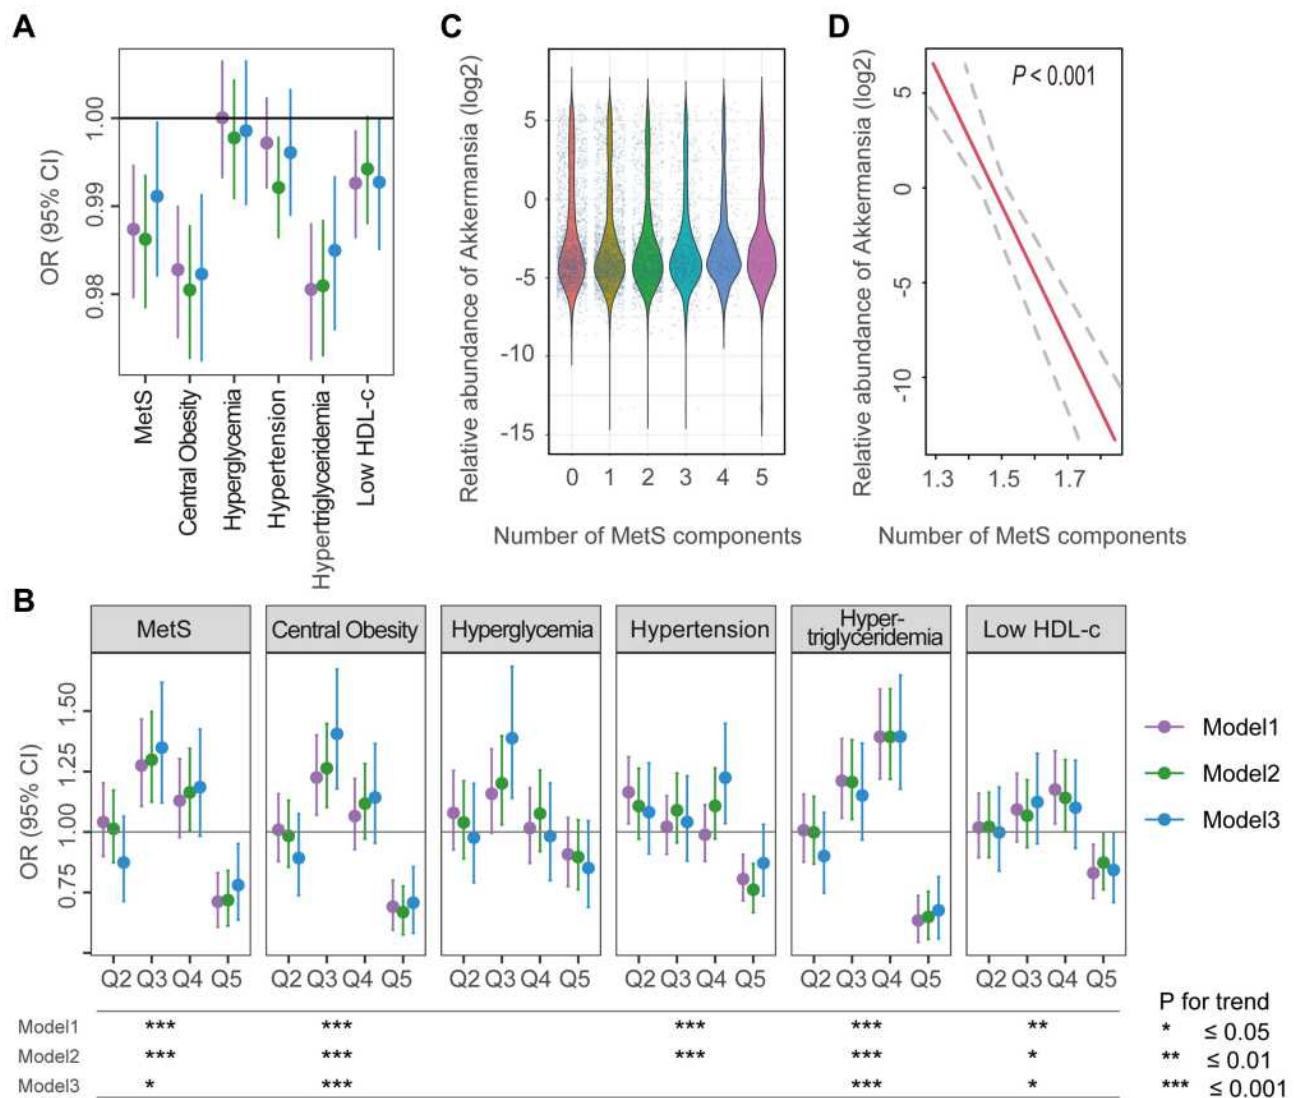 A
OR (95% CI)
1.00
0.99
0.98
MetS
Central Obesity
Hyperglycemia
Hypertension
Hypertriglyceridemia
Low HDL-c
C
Relative abundance of Akkermansia (log2)
5
0
-5
-10
-15
0 1 2 3 4 5
Number of MetS components
D
Relative abundance of Akkermansia (log2)
P < 0.001
5
0
-5
-10
1.3 1.5 1.7
Number of MetS components
B
MetS
Central Obesity
Hyperglycemia
Hypertension
Hyper-
triglyceridemia
Low HDL-c
OR (95% CI)
1.50
1.25
1.00
0.75
Q2 Q3 Q4 Q5
Q2 Q3 Q4 Q5
Q2 Q3 Q4 Q5
Q2 Q3 Q4 Q5
Q2 Q3 Q4 Q5
Q2 Q3 Q4 Q5
Model1
Model2
Model3
Model1 *** *** *** *** **
Model2 *** *** *** *** *
Model3 * *** *** *
P for trend
* ≤ 0.05
** ≤ 0.01
*** ≤ 0.001